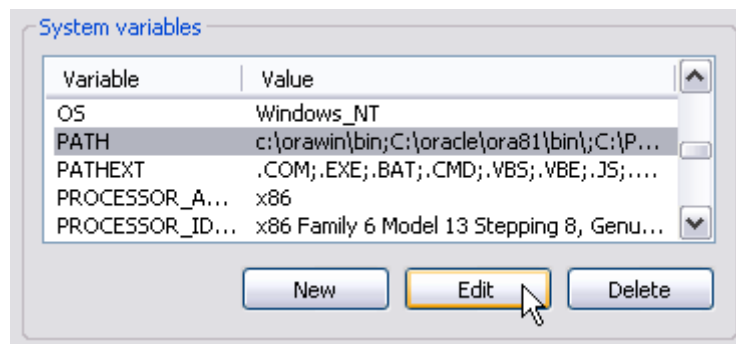 System variables
Variable Value
OS Windows_NT
PATH c:\orawin\bin;C:\oracle\ora81\bin\;C:\P...
PATHEXT .COM;.EXE;.BAT;.CMD;.VBS;.VBE;.JS;....
PROCESSOR_A... x86
PROCESSOR_ID... x86 Family 6 Model 13 Stepping 8, Genu...
New Edit Delete